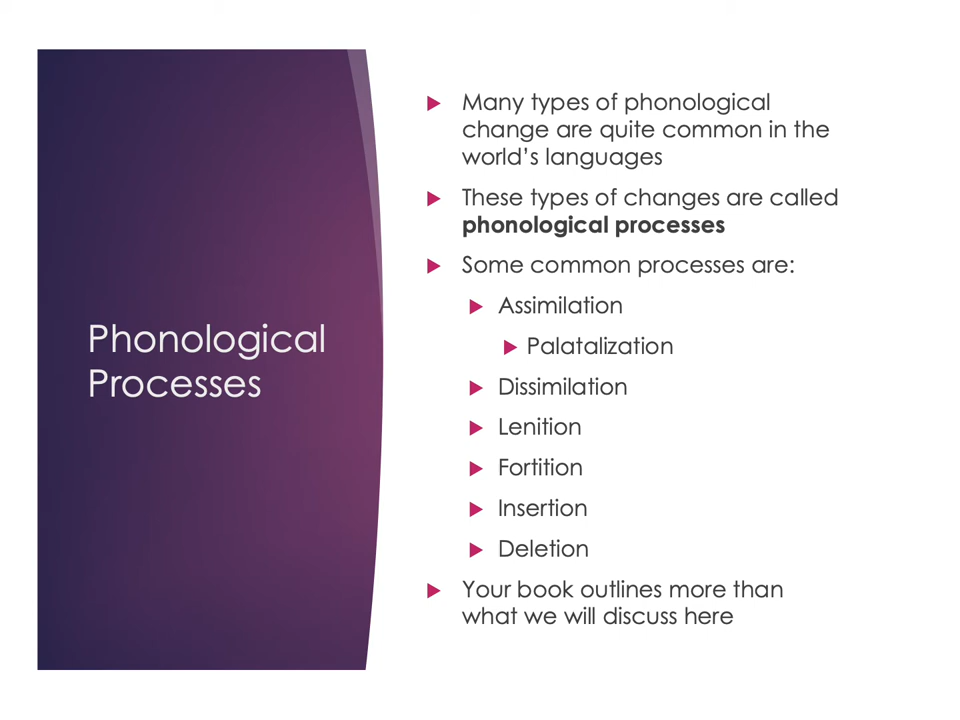 Phonological
Processes
Many types of phonological
change are quite common in the
world’s languages
These types of changes are called
phonological processes
Some common processes are:
Assimilation
Palatalization
Dissimilation
Lenition
Fortition
Insertion
Deletion
Your book outlines more than
what we will discuss here